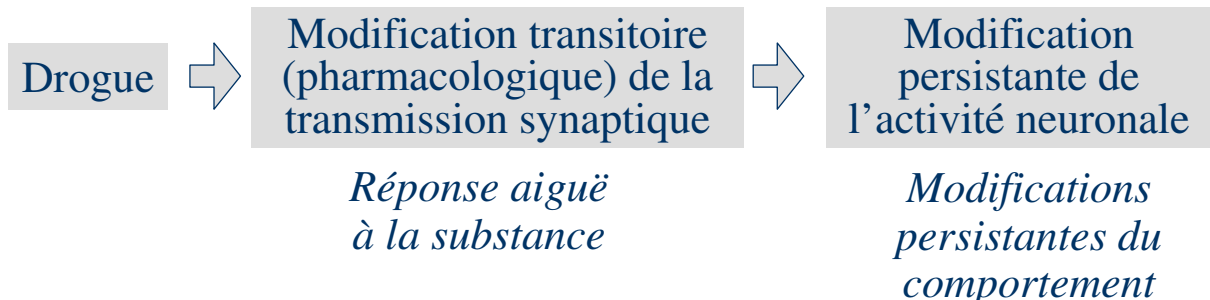 Drogue
Modification transitoire
(pharmacologique) de la
transmission synaptique
Réponse aiguë
à la substance
Modification
persistante de
l'activité neuronale
Modifications
persistantes du
comportement